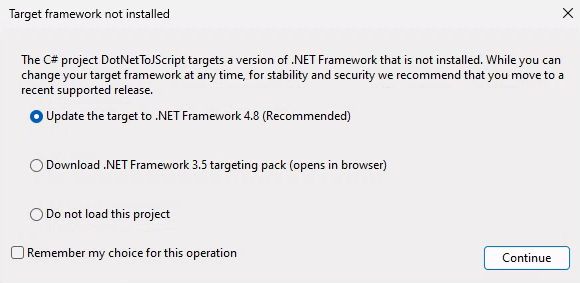 Target framework not installed
The C# project DotNetToJScript targets a version of .NET Framework that is not installed. While you can
change your target framework at any time, for stability and security we recommend that you move to a
recent supported release.
Update the target to .NET Framework 4.8 (Recommended)
Download .NET Framework 3.5 targeting pack (opens in browser)
Do not load this project
Remember my choice for this operation
Continue